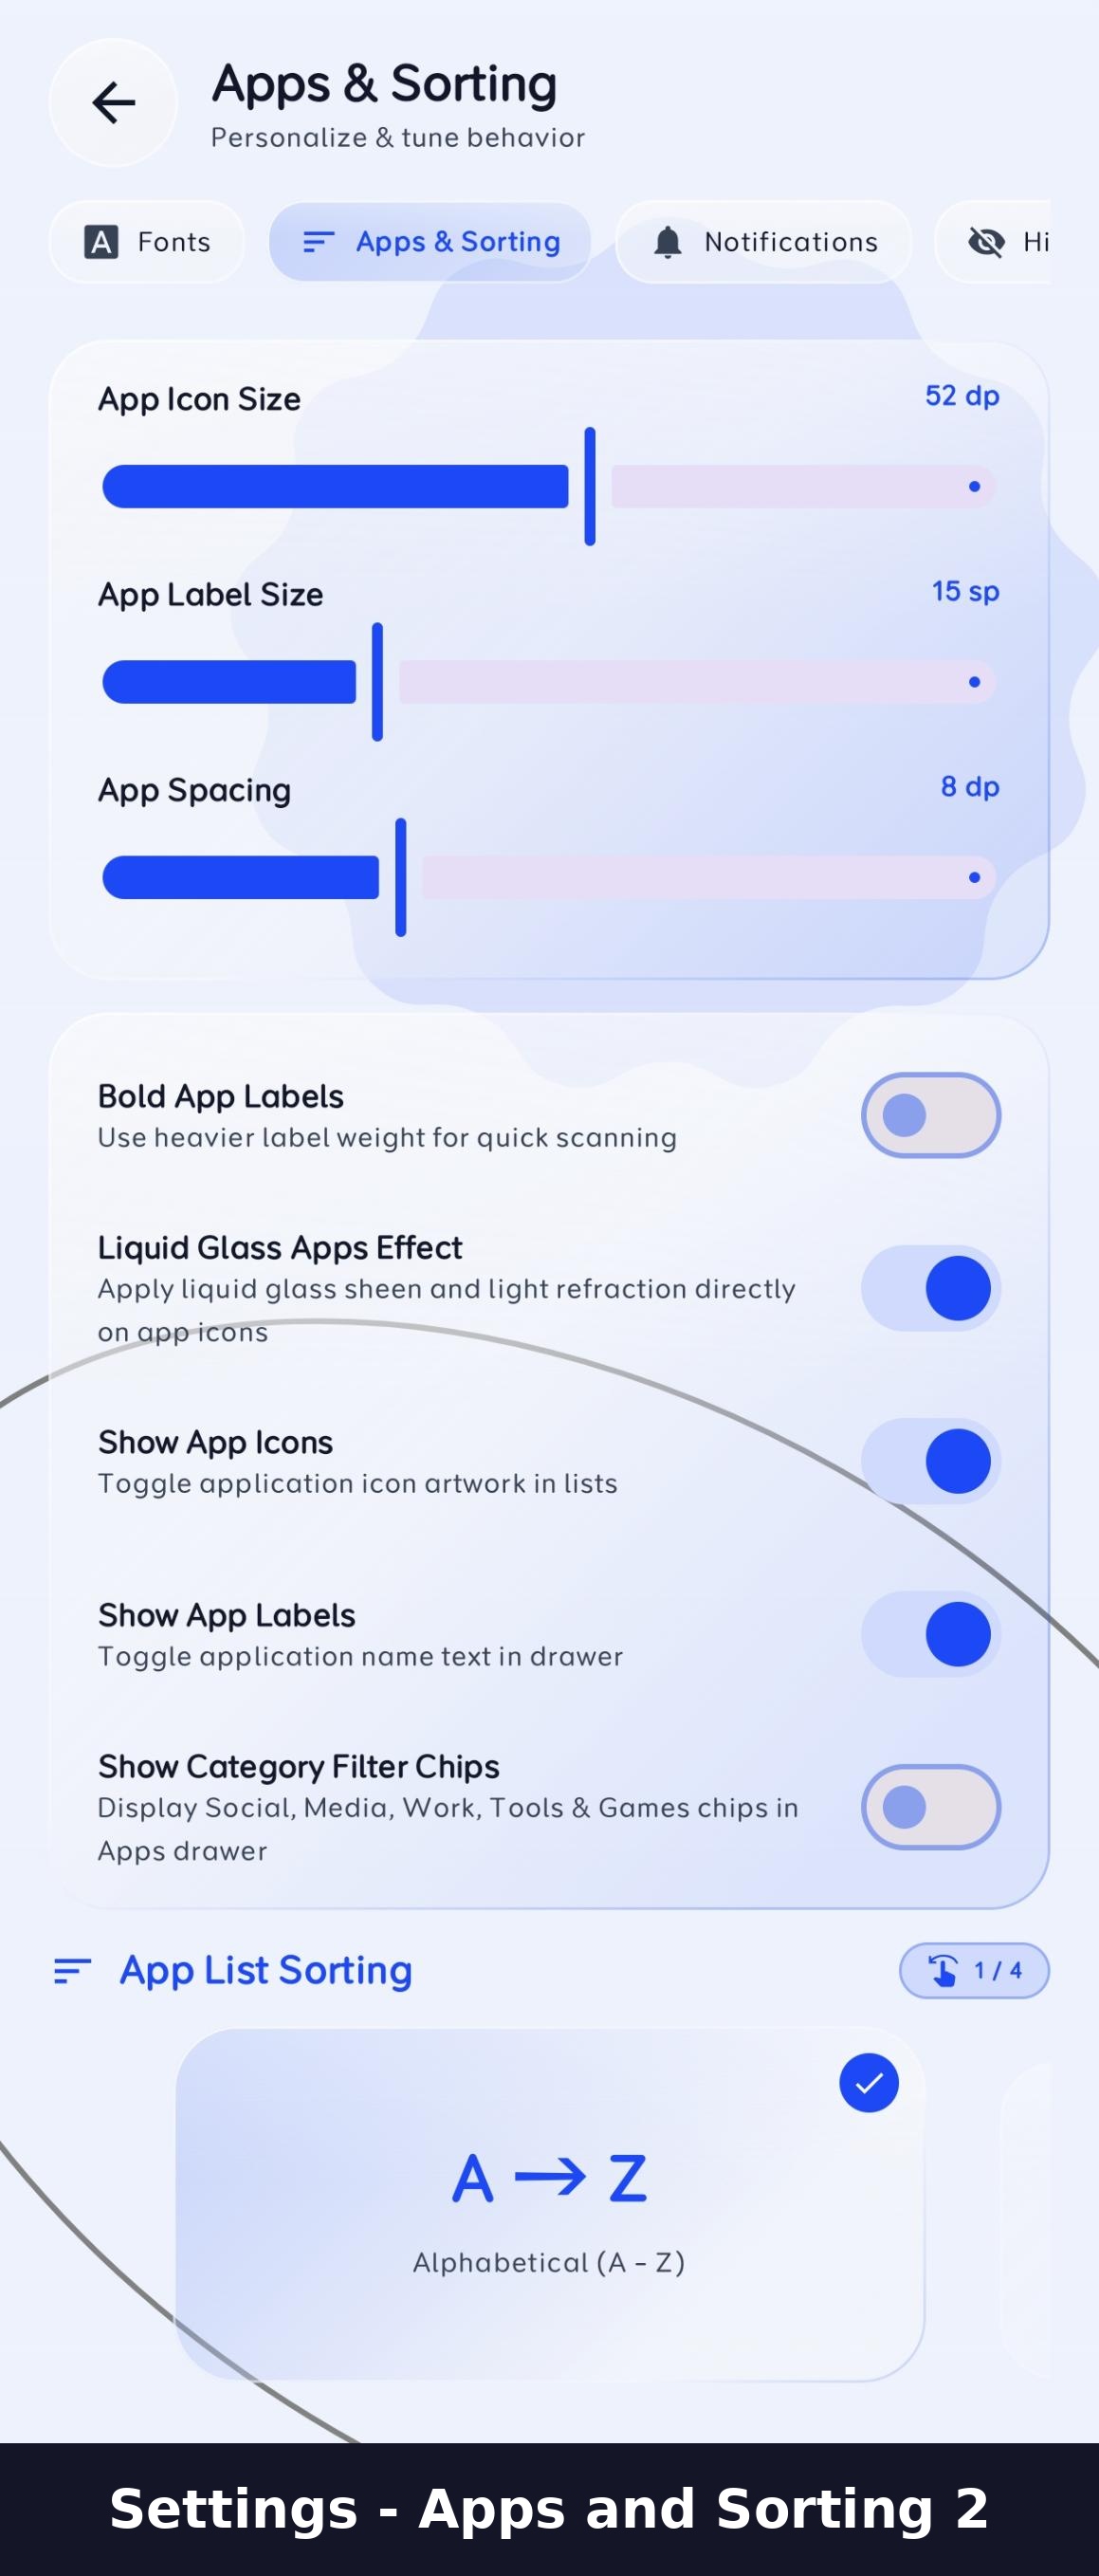 Apps & Sorting
Personalize & tune behavior
A Fonts
Apps & Sorting
Notifications
Hi
App Icon Size
52 dp
App Label Size
15 sp
App Spacing
8 dp
Bold App Labels
Use heavier label weight for quick scanning
Liquid Glass Apps Effect
Apply liquid glass sheen and light refraction directly
on app icons
Show App Icons
Toggle application icon artwork in lists
Show App Labels
Toggle application name text in drawer
Show Category Filter Chips
Display Social, Media, Work, Tools & Games chips in
Apps drawer
App List Sorting
1 / 4
A → Z
Alphabetical (A – Z)
Settings - Apps and Sorting 2